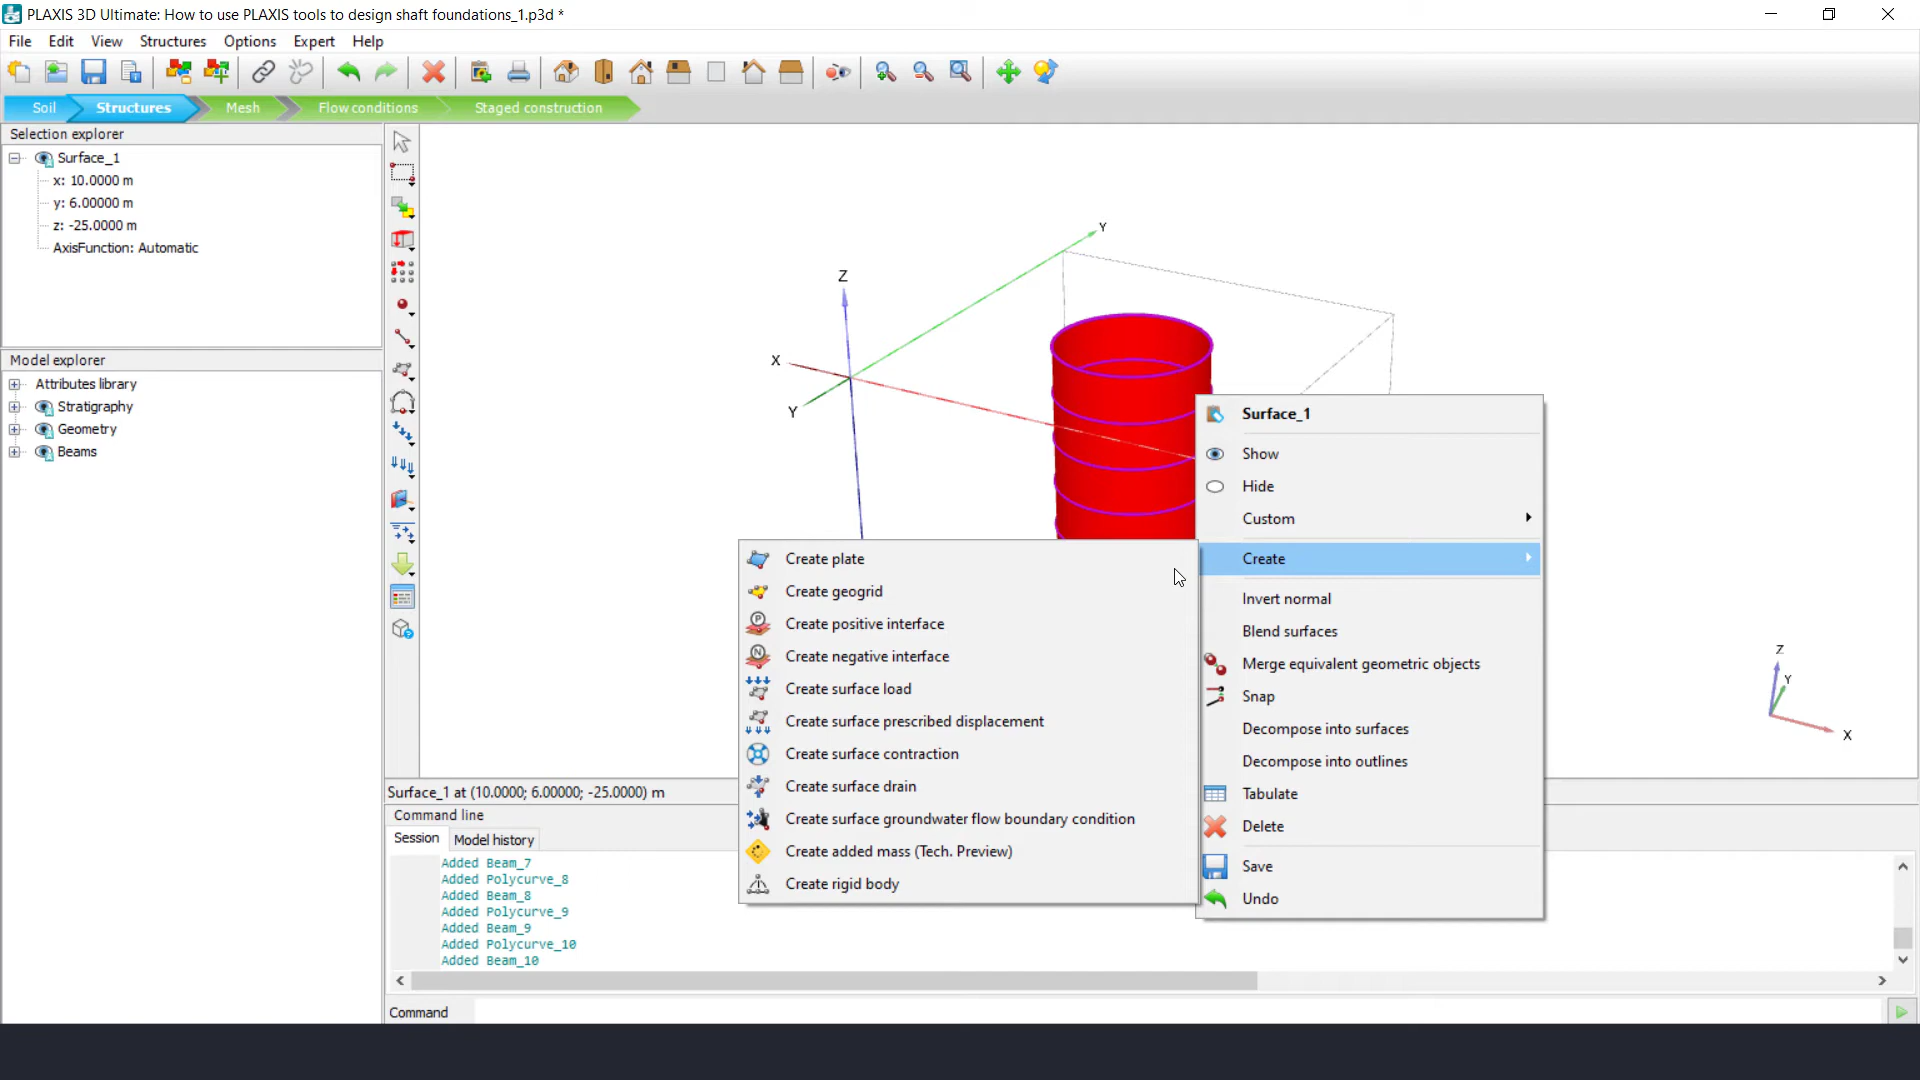 PLAXIS 3D Ultimate: How to use PLAXIS tools to design shaft foundations_1.p3d *
File Edit View Structures Options Expert Help
Soil Structures Mesh Flow conditions Staged construction
Selection explorer
Surface_1
x: 10.0000 m
y: 6.00000 m
z: -25.0000 m
AxisFunction: Automatic
Model explorer
Attributes library
Stratigraphy
Geometry
Beams
Y
Z
X
Y
Surface_1
Show
Hide
Custom
Create
Invert normal
Blend surfaces
Merge equivalent geometric objects
Snap
Decompose into surfaces
Decompose into outlines
Tabulate
Delete
Save
Undo
Create plate
Create geogrid
P Create positive interface
N Create negative interface
Create surface load
Create surface prescribed displacement
Create surface contraction
Create surface drain
Create surface groundwater flow boundary condition
Create added mass (Tech. Preview)
Create rigid body
Z
Y
X
Surface_1 at (10.0000; 6.00000; -25.0000) m
Command line
Session Model history
Added Beam_7
Added Polycurve_8
Added Beam_8
Added Polycurve_9
Added Beam_9
Added Polycurve_10
Added Beam_10
Command